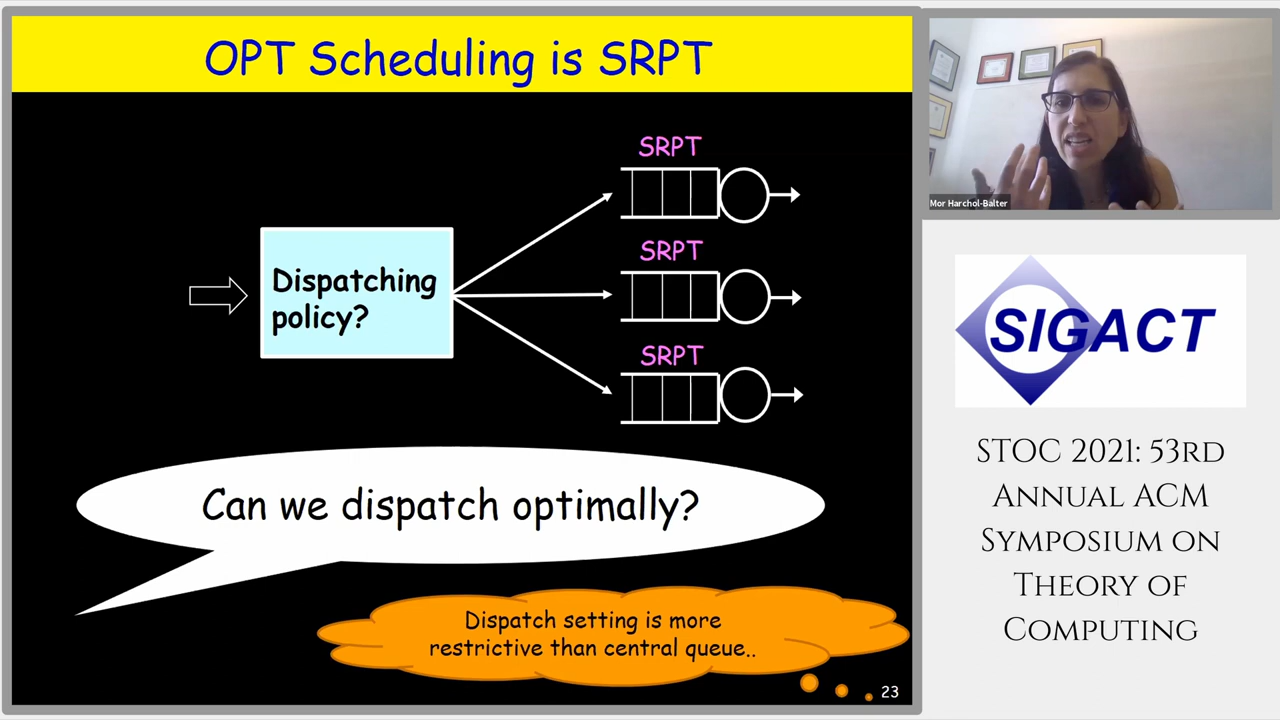 OPT Scheduling is SRPT
SRPT
SRPT
SRPT
Dispatching
policy?
Can we dispatch optimally?
Dispatch setting is more
restrictive than central queue..
23
Mor Harchol-Balter
SIGACT
STOC 2021: 53rd
Annual ACM
Symposium on
Theory of
Computing